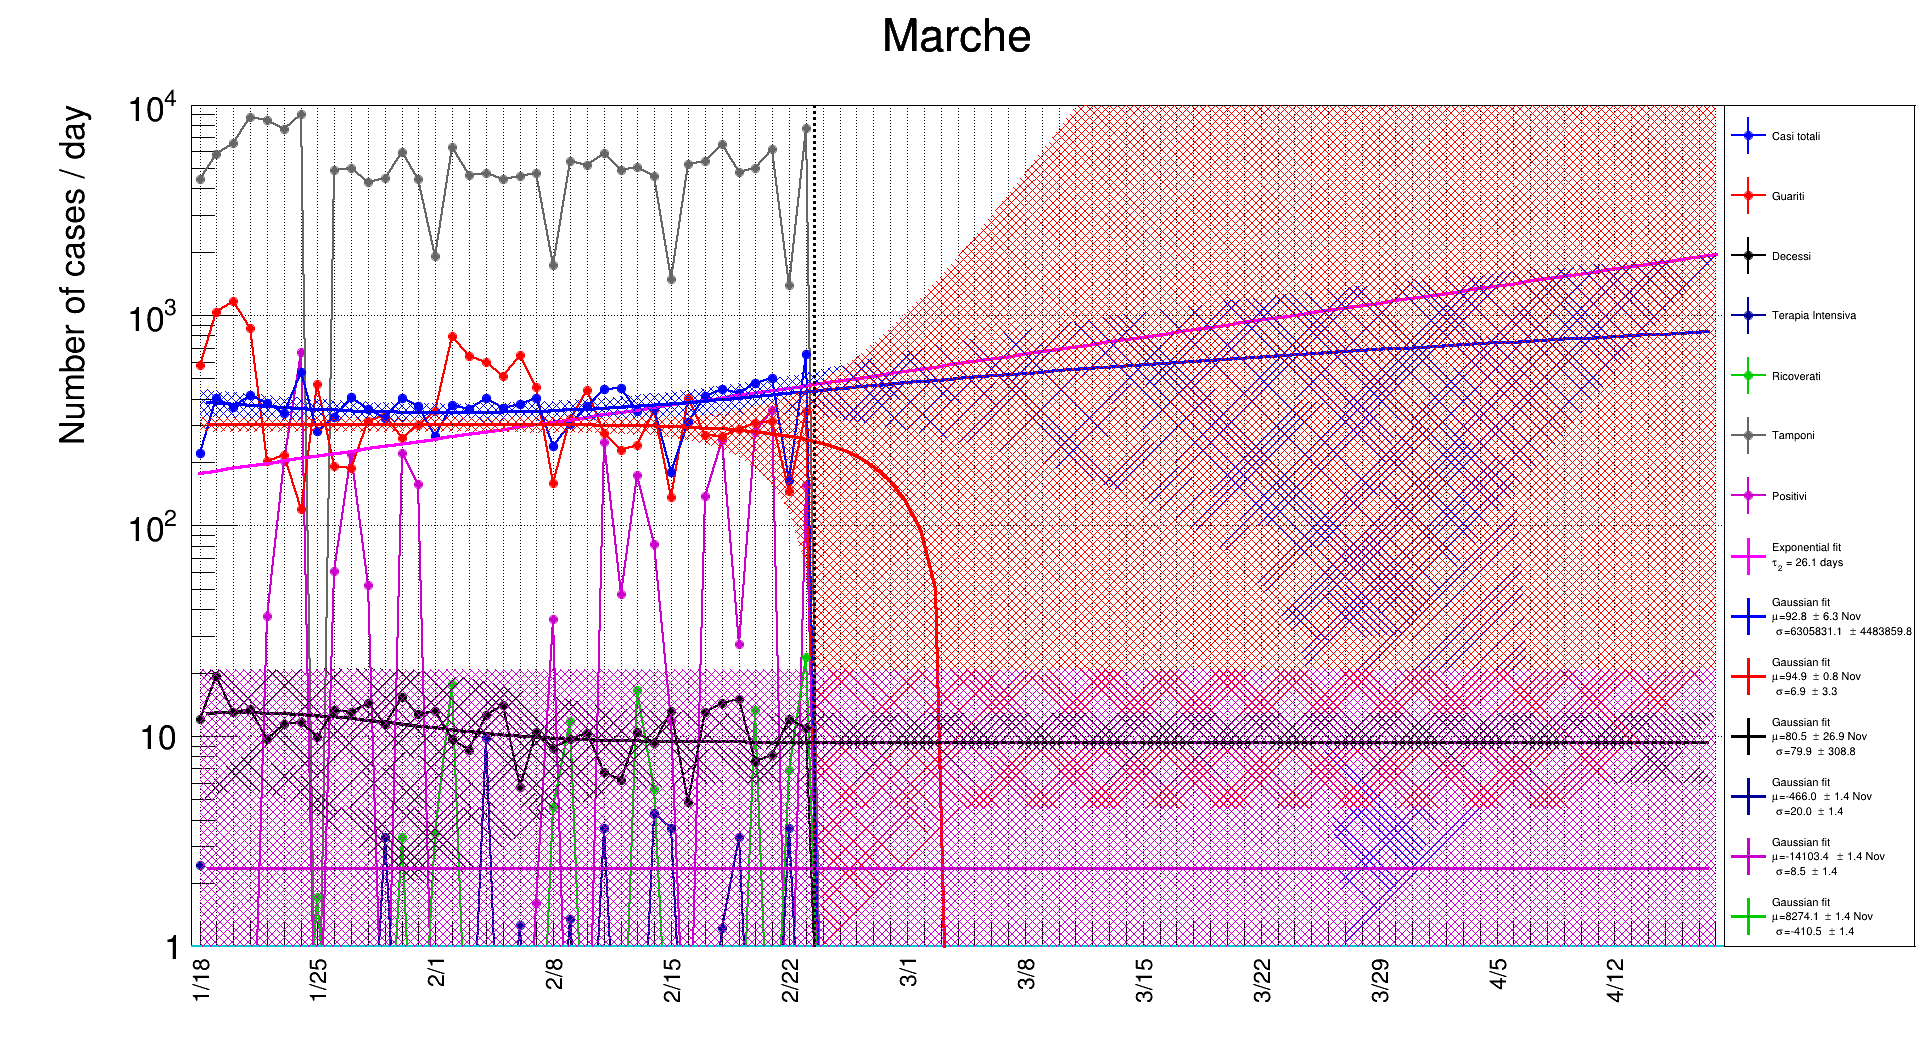 Marche
Number of cases / day
10^4
10^3
10^2
10
1
1/18
1/25
2/1
2/8
2/15
2/22
3/1
3/8
3/15
3/22
3/29
4/5
4/12
Casi totali
Guariti
Decessi
Terapia Intensiva
Ricoverati
Tamponi
Positivi
Exponential fit
τ_2 = 26.1 days
Gaussian fit
μ=92.8 ± 6.3 Nov
σ=6305831.1 ± 4483859.8
Gaussian fit
μ=94.9 ± 0.8 Nov
σ=6.9 ± 3.3
Gaussian fit
μ=80.5 ± 26.9 Nov
σ=79.9 ± 308.8
Gaussian fit
μ=-466.0 ± 1.4 Nov
σ=20.0 ± 1.4
Gaussian fit
μ=-14103.4 ± 1.4 Nov
σ=8.5 ± 1.4
Gaussian fit
μ=8274.1 ± 1.4 Nov
σ=-410.5 ± 1.4